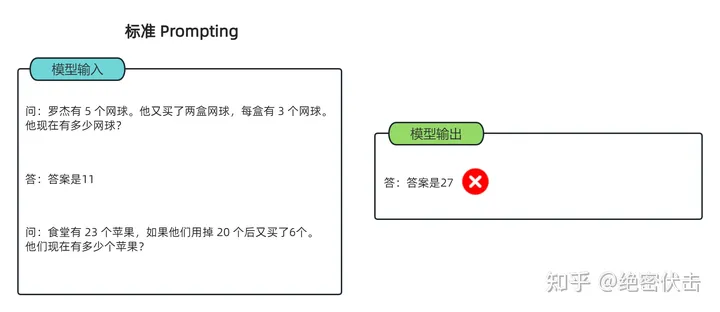 标准 Prompting
模型输入
问：罗杰有 5 个网球。他又买了两盒网球，每盒有 3 个网球。
他现在有多少网球？
答：答案是11
问：食堂有 23 个苹果，如果他们用掉 20 个后又买了6个。
他们现在有多少个苹果？
模型输出
答：答案是27
知乎 @绝密伏击